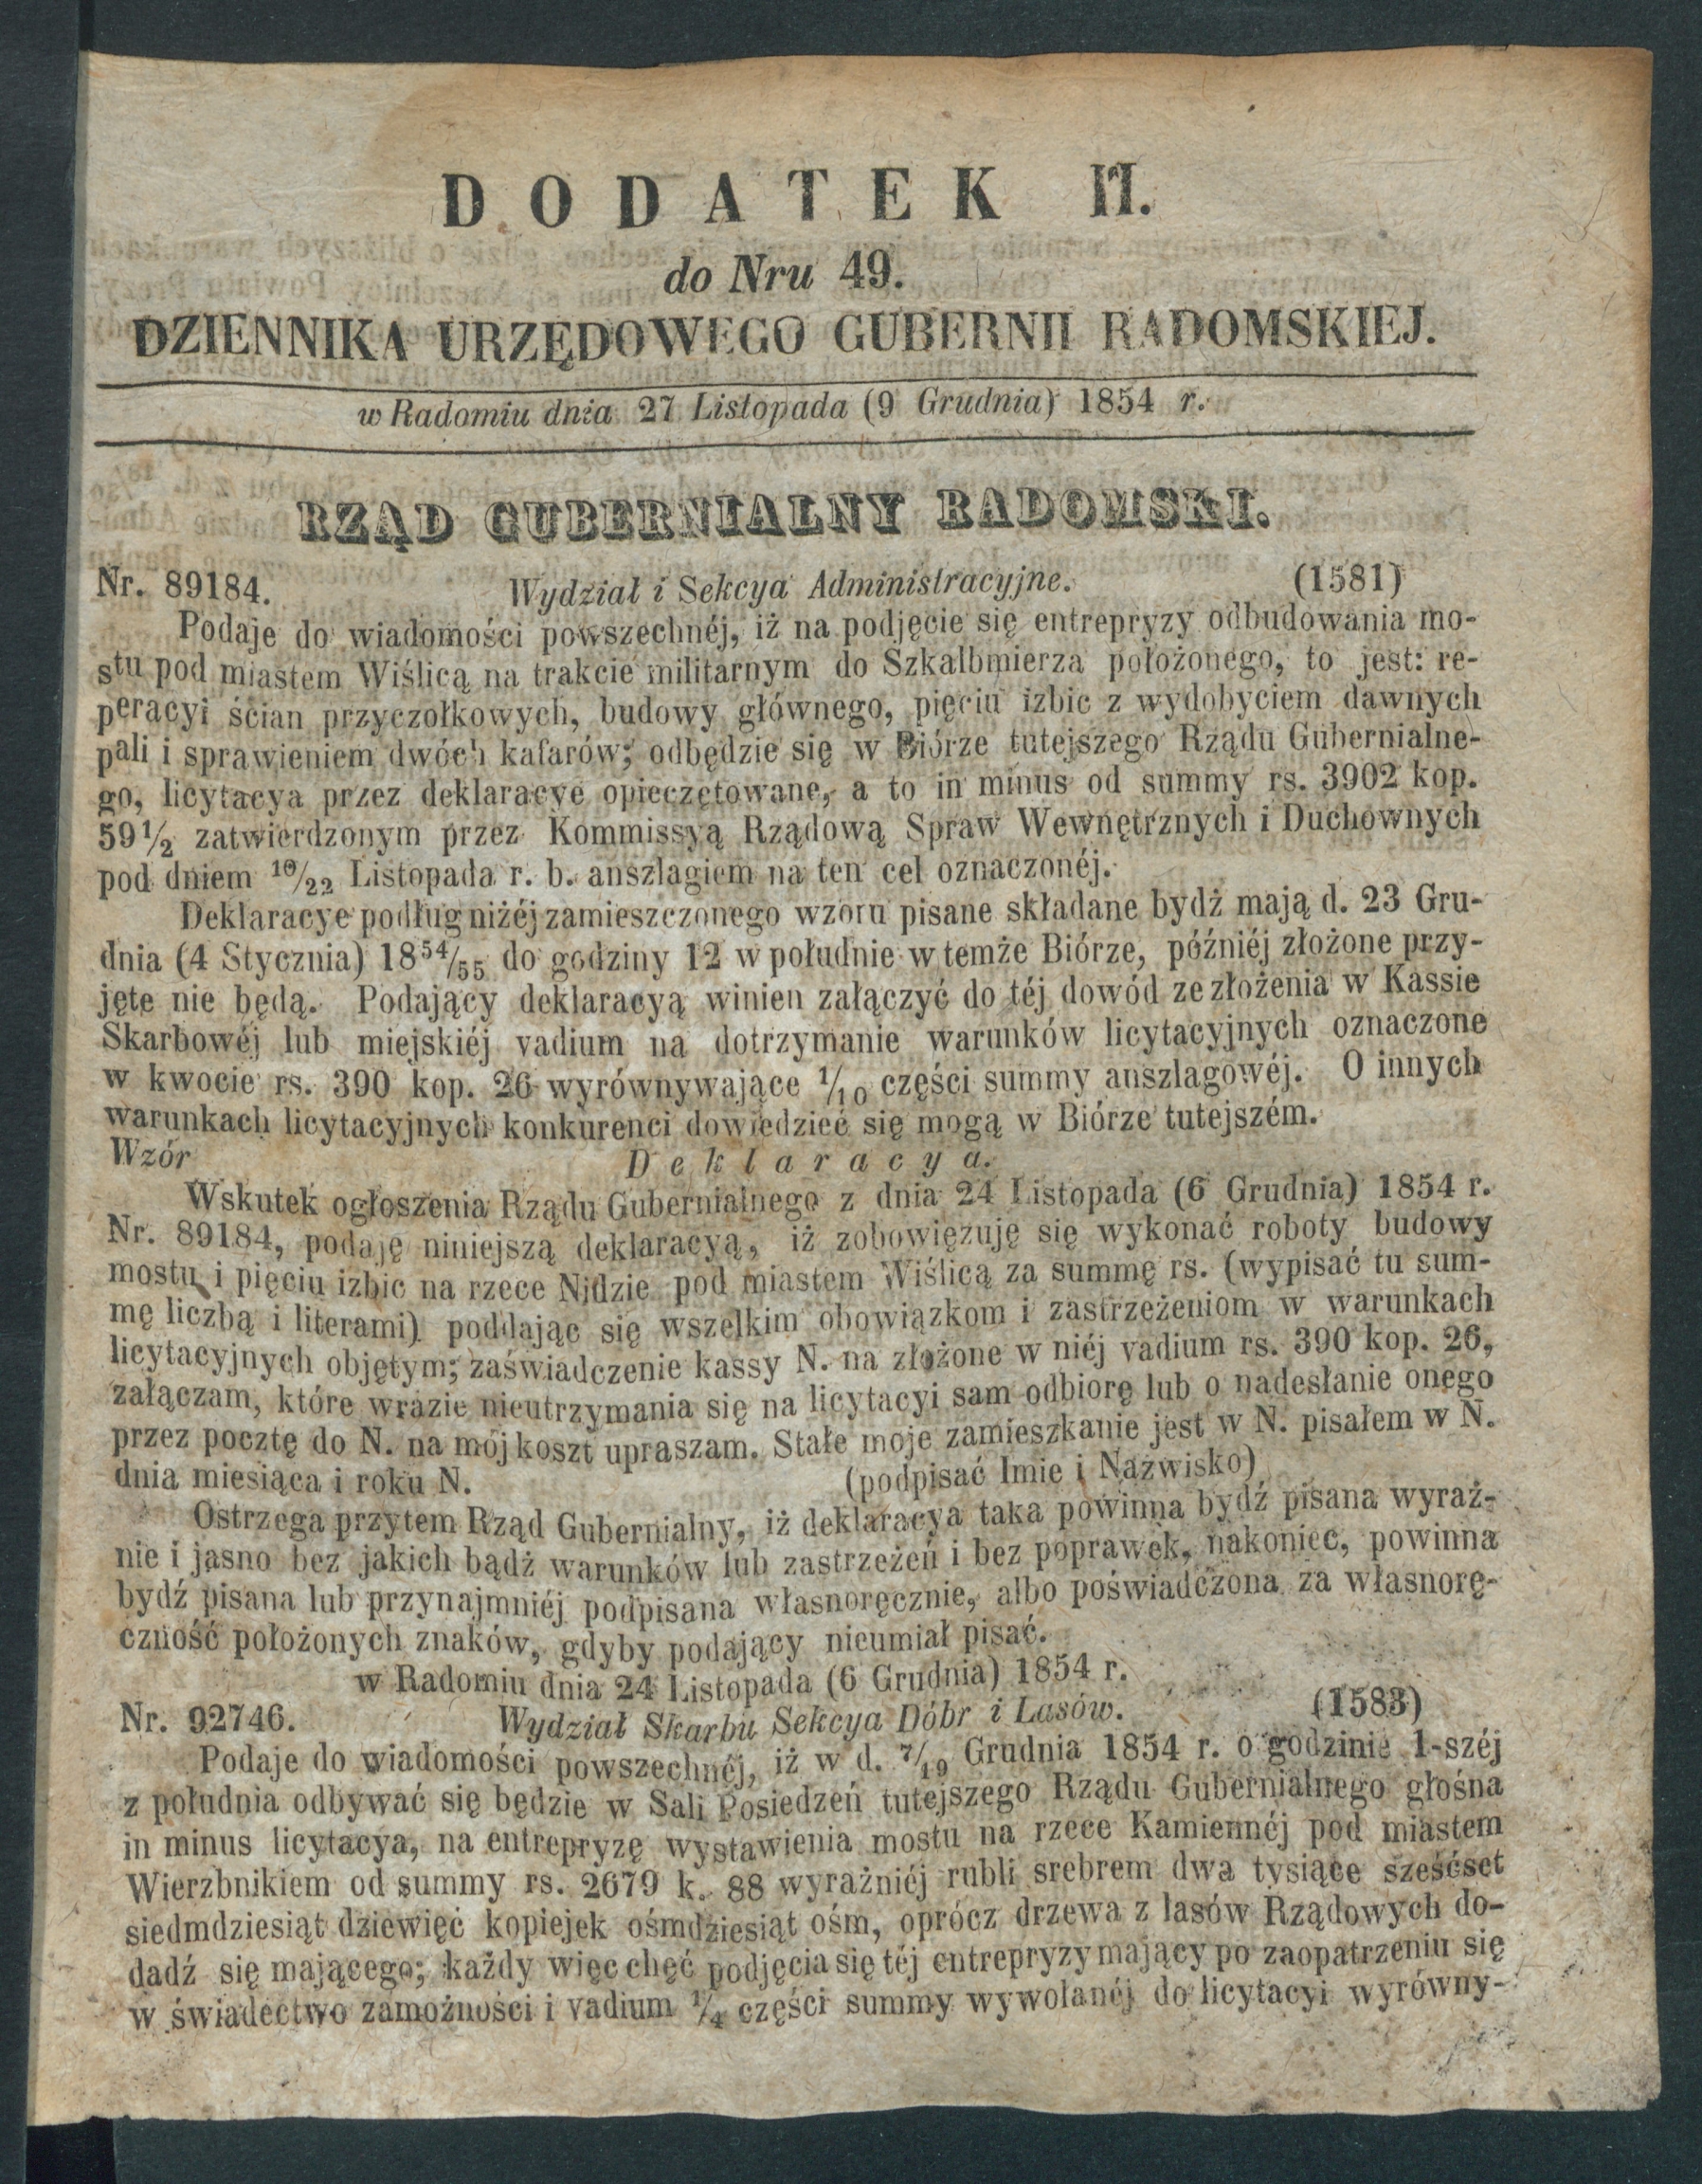 DODATEK II.
do Nru 49.
DZIENNIKA URZĘDOWEGO GUBERNII RADOMSKIEJ.
w Radomiu dnia 27 Listopada (9 Grudnia) 1854 r.
RZĄD GUBERNIALNY RADOMSKI.
Nr. 89184. Wydział i Sekcya Administracyjne. (1581)
Podaje do wiadomości powszechnéj, iż na podjęcie się entrepryzy odbudowania mo-
stu pod miastem Wiślicą na trakcie militarnym do Szkalbmierza położonego, to jest: re-
peracyi ścian przyczołkowych, budowy głównego, pięciu izbic z wydobyciem dawnych
pali i sprawieniem dwóch kafarów; odbędzie się w Biórze tutejszego Rządu Gubernialne-
go, licytacya przez deklaracye opieczętowane, a to in minus od summy rs. 3902 kop.
59½ zatwierdzonym przez Kommissyą Rządową Spraw Wewnętrznych i Duchownych
pod dniem 10/22 Listopada r. b. anszlagiem na ten cel oznaczonéj.
Deklaracye podług niżéj zamieszczonego wzoru pisane składane bydź mają d. 23 Gru-
dnia (4 Stycznia) 1854/55 do godziny 12 w południe w temże Biórze, późniéj złożone przy-
jęte nie będą. Podający deklaracyą winien załączyć do téj dowód ze złożenia w Kassie
Skarbowéj lub miejskiéj vadium na dotrzymanie warunków licytacyjnych oznaczone
w kwocie rs. 390 kop. 26 wyrównywające 1/10 części summy anszlagowéj. O innych
warunkach licytacyjnych konkurenci dowiedzieć się mogą w Biórze tutejszém.
Wzór Deklaracya.
Wskutek ogłoszenia Rządu Gubernialnego z dnia 24 Listopada (6 Grudnia) 1854 r.
Nr. 89184, podaję niniejszą deklaracyą, iż zobowięzuję się wykonać roboty budowy
mostu i pięciu izbic na rzece Nidzie pod miastem Wiślicą za summę rs. (wypisać tu sum-
mę liczbą i literami) poddając się wszelkim obowiązkom i zastrzeżeniom w warunkach
licytacyjnych objętym; zaświadczenie kassy N. na złożone w niéj vadium rs. 390 kop. 26,
załączam, które wrazie nieutrzymania się na licytacyi sam odbiorę lub o nadesłanie onego
przez pocztę do N. na mój koszt upraszam. Stałe moje zamieszkanie jest w N. pisałem w N.
dnia miesiąca i roku N. (podpisać Imie i Nazwisko)
Ostrzega przytem Rząd Gubernialny, iż deklaracya taka powinna bydź pisana wyraź-
nie i jasno bez jakich bądź warunków lub zastrzeżeń i bez poprawek, nakoniec, powinna
bydź pisana lub przynajmniéj podpisana własnoręcznie, albo poświadczona za własnorę-
czność położonych znaków, gdyby podający nieumiał pisać.
w Radomiu dnia 24 Listopada (6 Grudnia) 1854 r.
Nr. 92746. Wydział Skarbu Sekcya Dóbr i Lasów. (1583)
Podaje do wiadomości powszechnéj, iż w d. 7/19 Grudnia 1854 r. o godzinie 1-széj
z południa odbywać się będzie w Sali Posiedzeń tutejszego Rządu Gubernialnego głośna
in minus licytacya, na entrepryzę wystawienia mostu na rzece Kamiennéj pod miastem
Wierzbnikiem od summy rs. 2679 k. 88 wyraźniéj rubli srebrem dwa tysiące sześćset
siedmdziesiąt dziewięć kopiejek ośmdziesiąt ośm, oprócz drzewa z lasów Rządowych do-
dadź się mającego; każdy więc chęć podjęcia się téj entrepryzy mający po zaopatrzeniu się
w świadectwo zamożności i vadium ¼ części summy wywołanéj do licytacyi wyrówny-